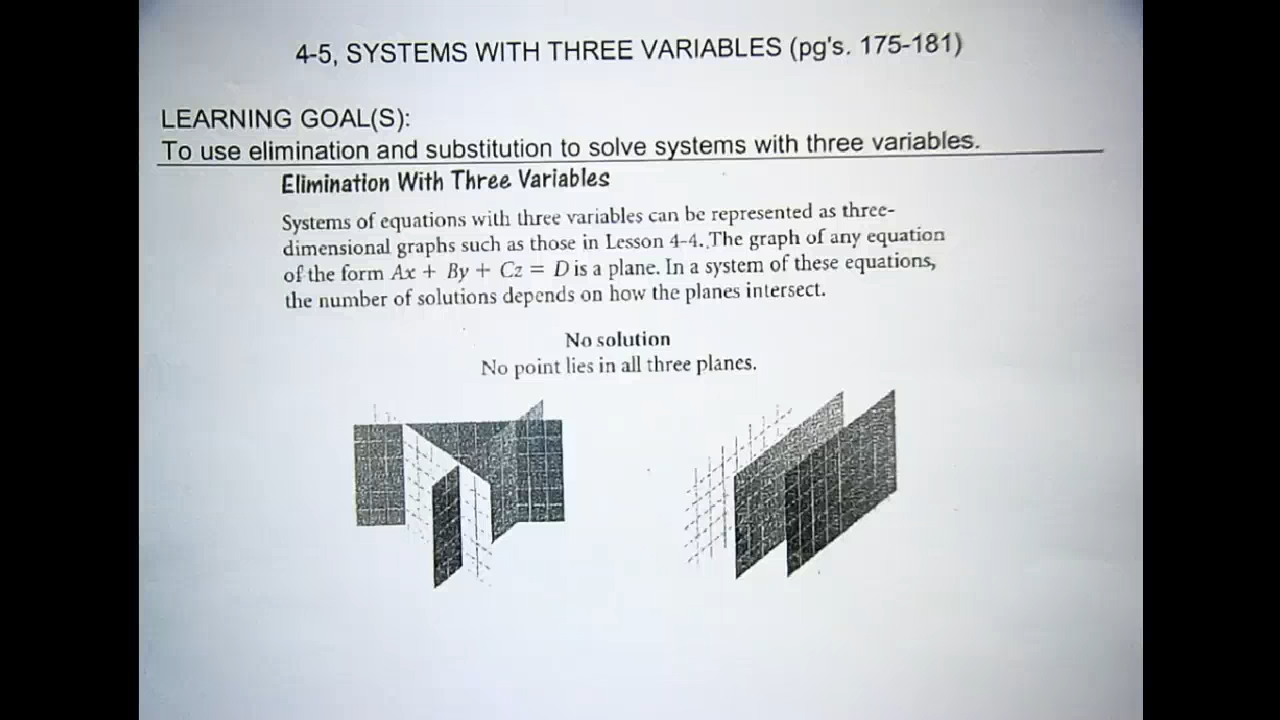 4-5, SYSTEMS WITH THREE VARIABLES (pg's. 175-181)
LEARNING GOAL(S):
To use elimination and substitution to solve systems with three variables.
Elimination With Three Variables
Systems of equations with three variables can be represented as three-
dimensional graphs such as those in Lesson 4-4. The graph of any equation
of the form Ax + By + Cz = D is a plane. In a system of these equations,
the number of solutions depends on how the planes intersect.
No solution
No point lies in all three planes.